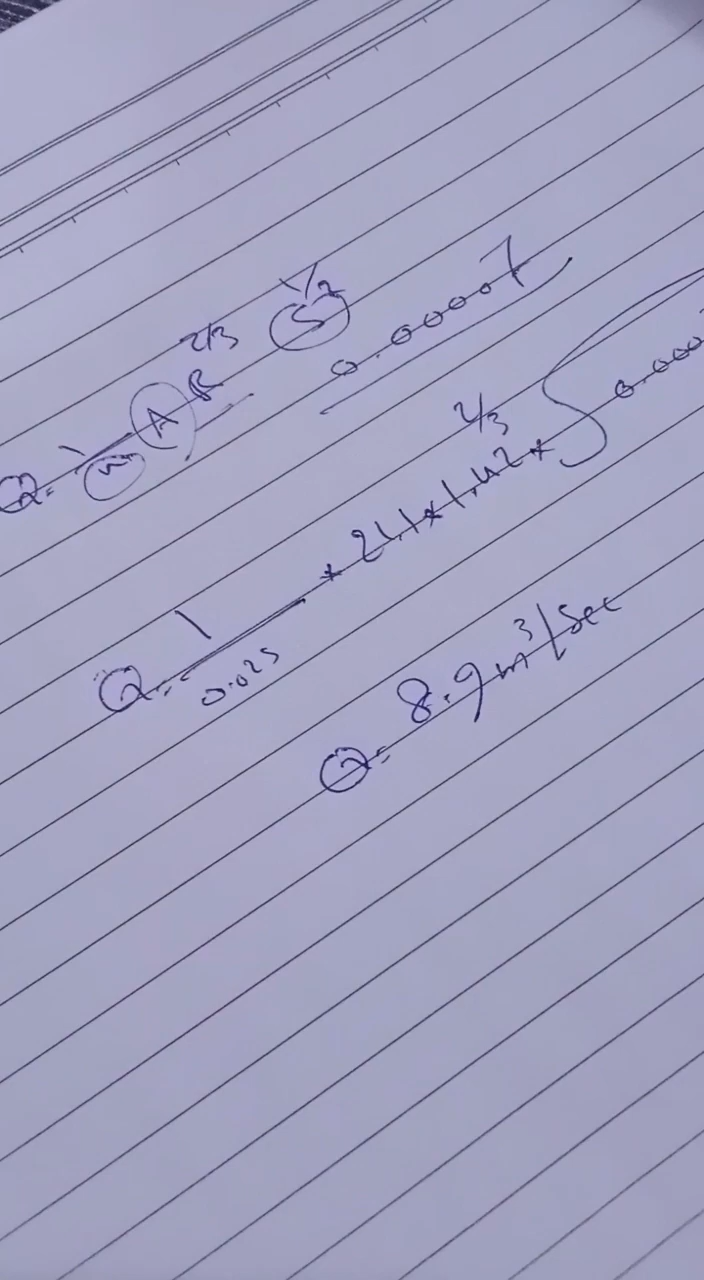 Q = 1/n A R^2/3 S^1/2
0.00007
Q = 1/0.025 * 21.1 * 1.42^2/3 * √0.000
Q = 8.9 m³/sec